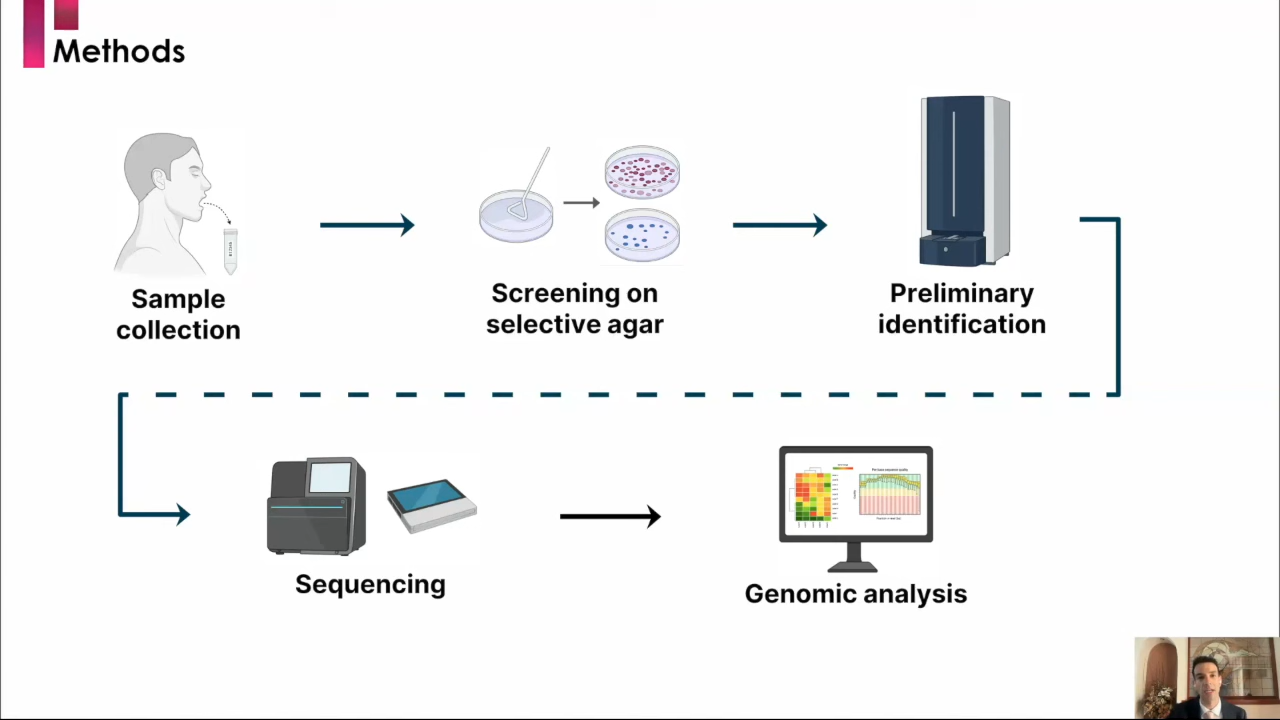 Methods
Sample
collection
Screening on
selective agar
Preliminary
identification
Sequencing
Genomic analysis